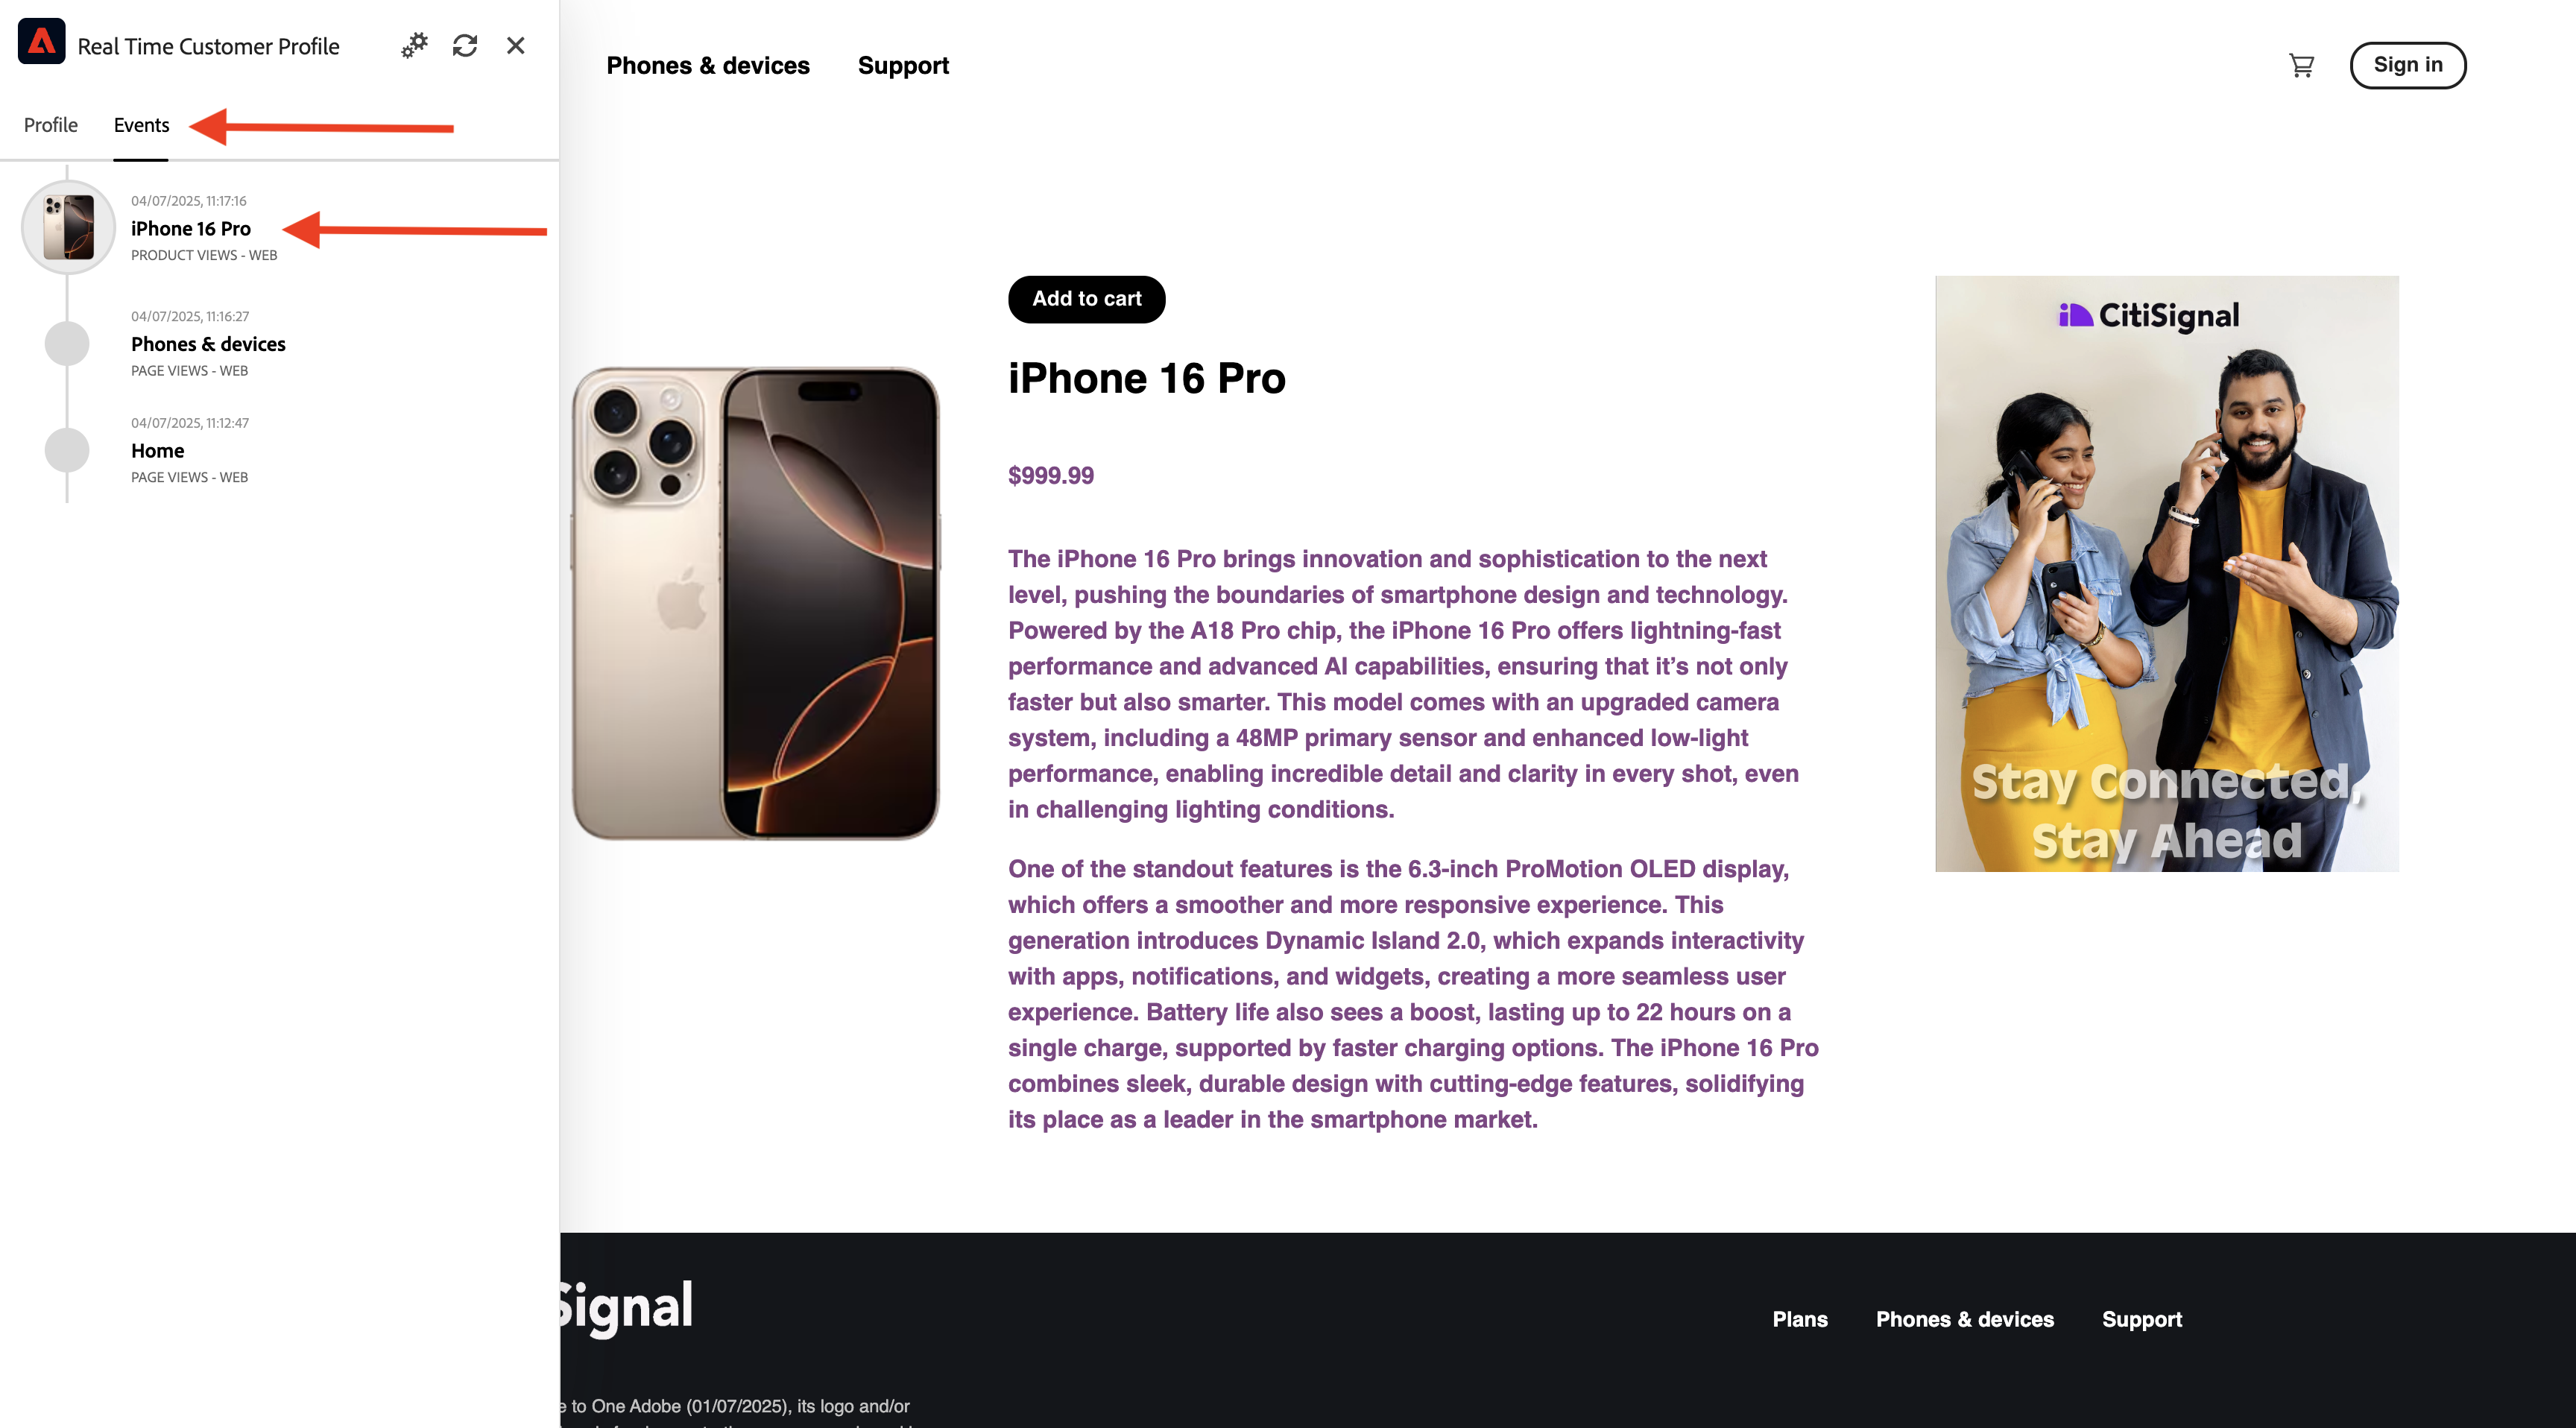 Real Time Customer Profile
Profile
Events
04/07/2025, 11:17:16
iPhone 16 Pro
PRODUCT VIEWS - WEB
04/07/2025, 11:16:27
Phones & devices
PAGE VIEWS - WEB
04/07/2025, 11:12:47
Home
PAGE VIEWS - WEB
Phones & devices
Support
Sign in
Add to cart
iPhone 16 Pro
$999.99
The iPhone 16 Pro brings innovation and sophistication to the next
level, pushing the boundaries of smartphone design and technology.
Powered by the A18 Pro chip, the iPhone 16 Pro offers lightning-fast
performance and advanced AI capabilities, ensuring that it’s not only
faster but also smarter. This model comes with an upgraded camera
system, including a 48MP primary sensor and enhanced low-light
performance, enabling incredible detail and clarity in every shot, even
in challenging lighting conditions.
One of the standout features is the 6.3-inch ProMotion OLED display,
which offers a smoother and more responsive experience. This
generation introduces Dynamic Island 2.0, which expands interactivity
with apps, notifications, and widgets, creating a more seamless user
experience. Battery life also sees a boost, lasting up to 22 hours on a
single charge, supported by faster charging options. The iPhone 16 Pro
combines sleek, durable design with cutting-edge features, solidifying
its place as a leader in the smartphone market.
CitiSignal
Stay Connected,
Stay Ahead
Signal
Plans
Phones & devices
Support
e to One Adobe (01/07/2025), its logo and/or